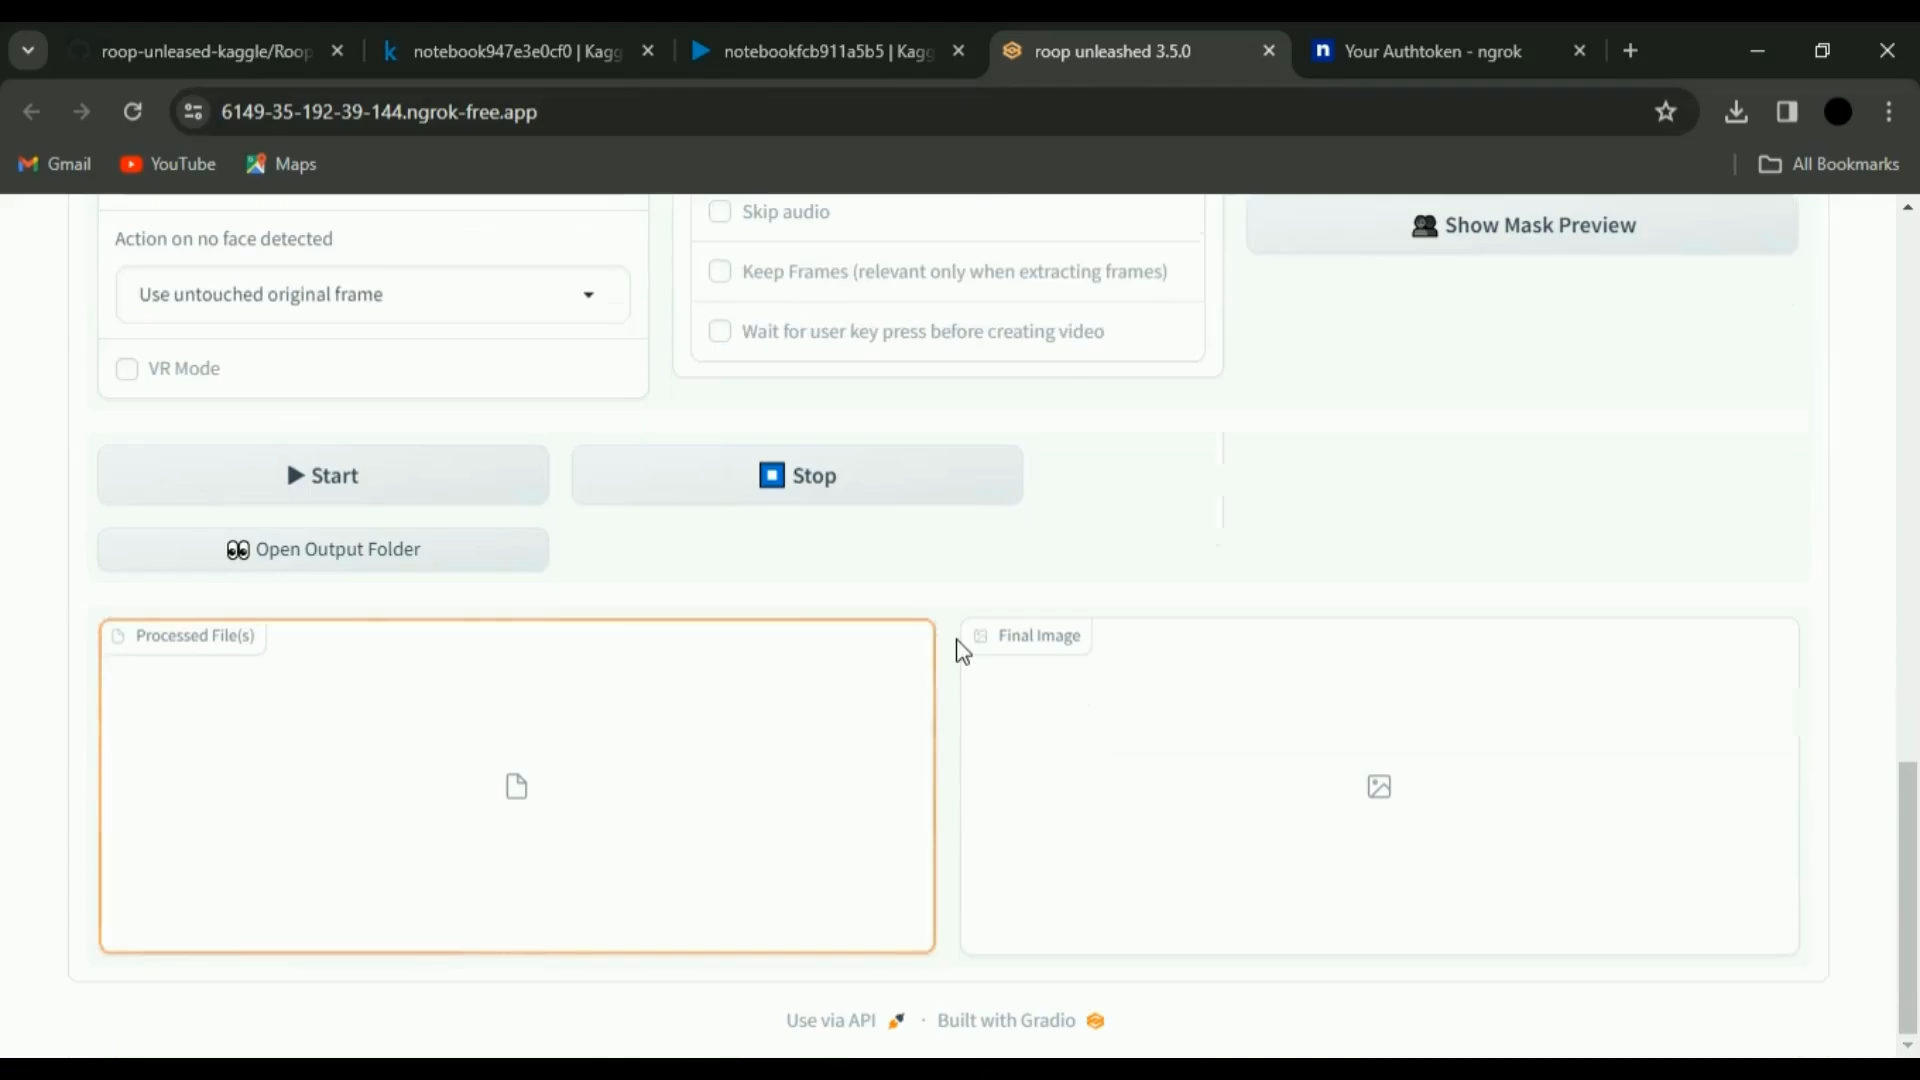 roop-unleased-kaggle/Roop
notebook947e3e0cf0 | Kagg
notebookfcb911a5b5 | Kagg
roop unleashed 3.5.0
Your Authtoken - ngrok
6149-35-192-39-144.ngrok-free.app
Gmail
YouTube
Maps
All Bookmarks
Action on no face detected
Use untouched original frame
VR Mode
Skip audio
Keep Frames (relevant only when extracting frames)
Wait for user key press before creating video
Show Mask Preview
Start
Stop
Open Output Folder
Processed File(s)
Final Image
Use via API · Built with Gradio